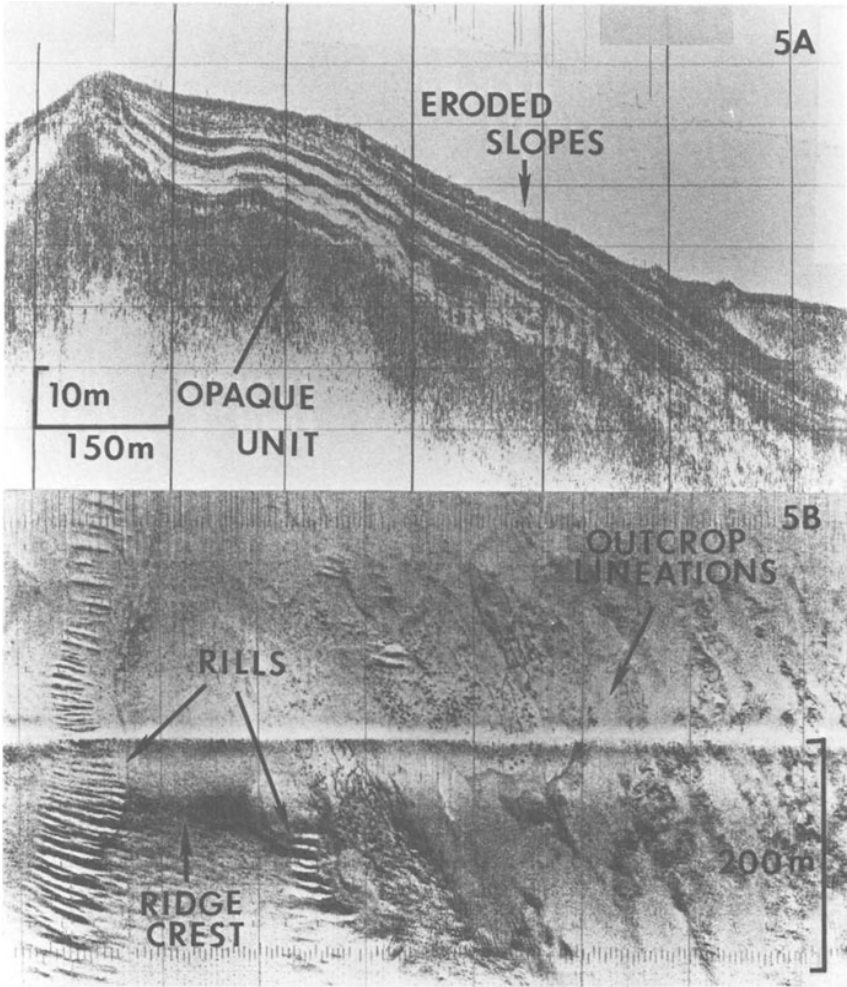 5A
ERODED
SLOPES
10m
150m
OPAQUE
UNIT
5B
OUTCROP
LINEATIONS
RILLS
200m
RIDGE
CREST